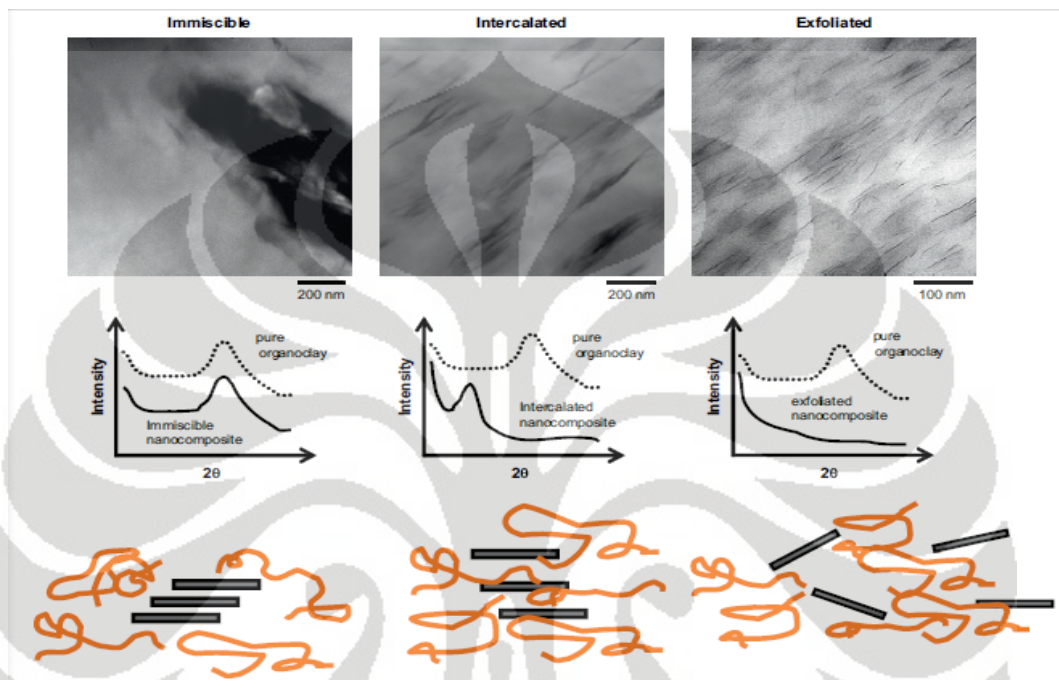 Immiscible
Intercalated
Exfoliated
200 nm
200 nm
100 nm
Intensity
pure
organoclay
Immiscible
nanocomposite
2θ
Intensity
pure
organoclay
Intercalated
nanocomposite
2θ
Intensity
pure
organoclay
exfoliated
nanocomposite
2θ